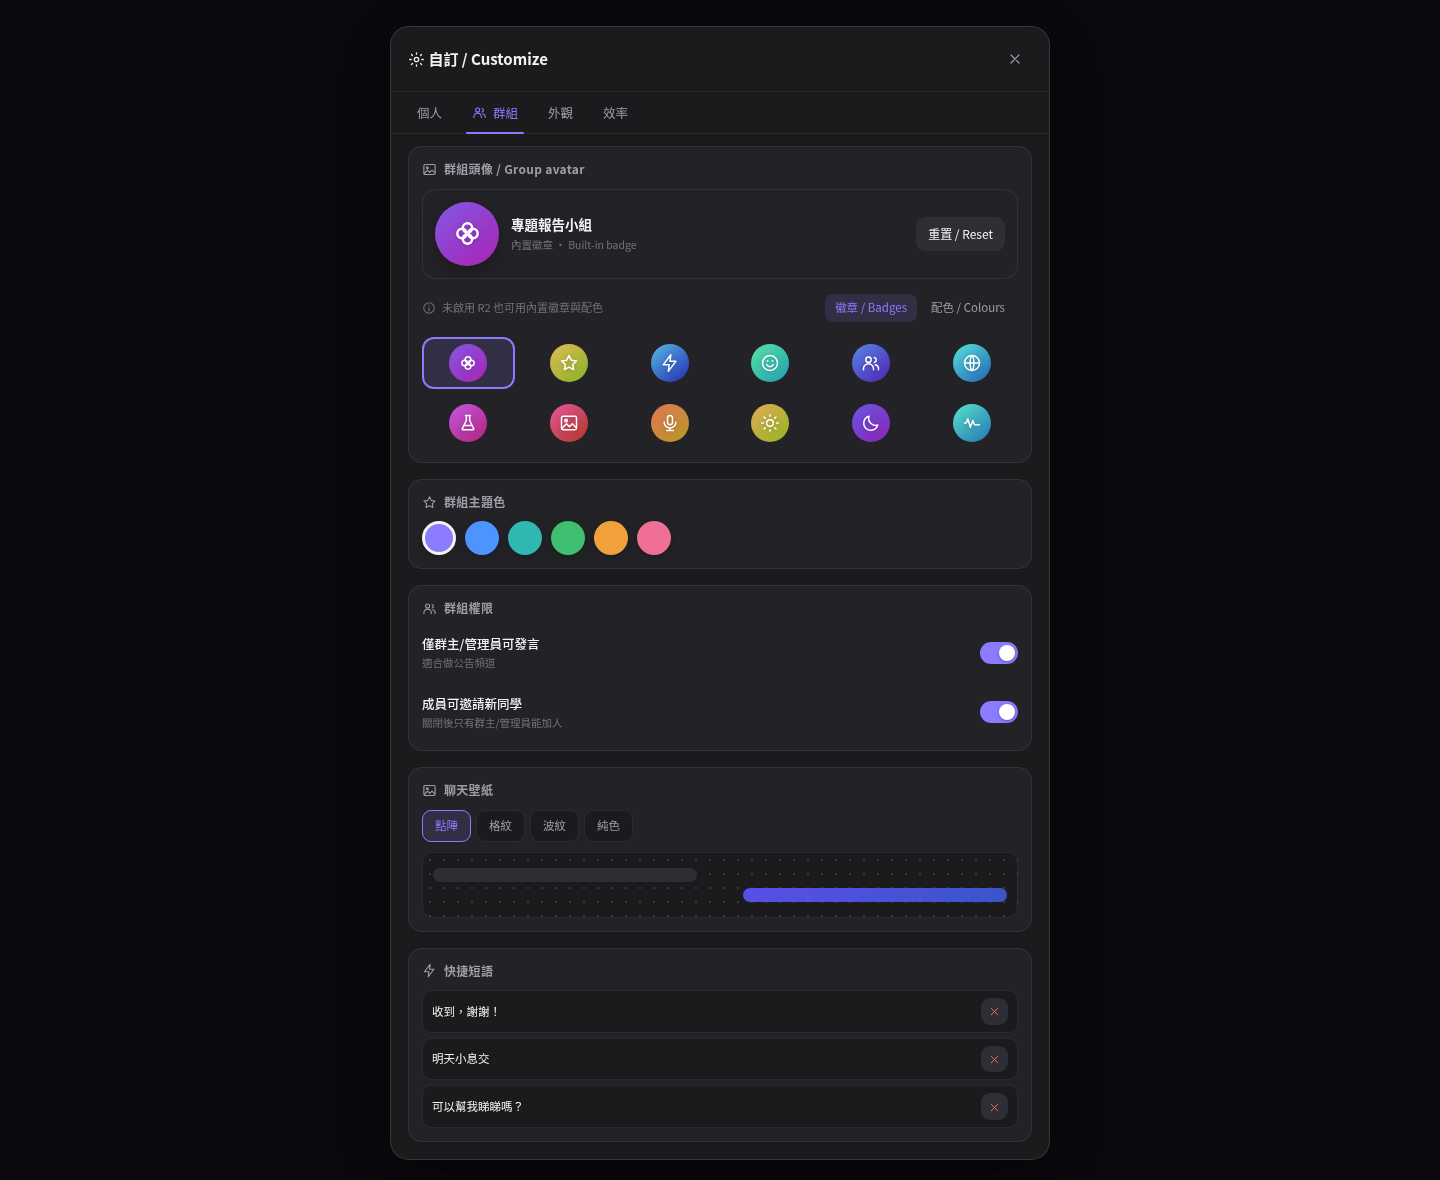 自訂 / Customize
個人
群組
外觀
效率
群組頭像 / Group avatar
專題報告小組
內置徽章 · Built-in badge
重置 / Reset
未啟用 R2 也可用內置徽章與配色
徽章 / Badges
配色 / Colours
群組主題色
群組權限
僅群主/管理員可發言
適合做公告頻道
成員可邀請新同學
關閉後只有群主/管理員能加人
聊天壁紙
點陣
格紋
波紋
純色
快捷短語
收到，謝謝！
明天小息交
可以幫我睇睇嗎？